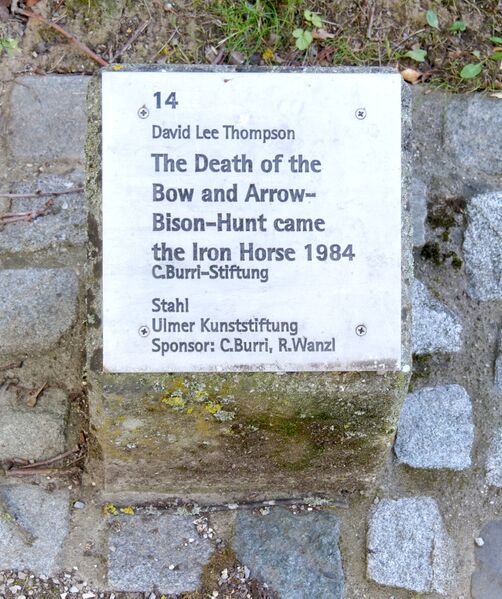 14
David Lee Thompson
The Death of the
Bow and Arrow-
Bison-Hunt came
the Iron Horse 1984
C.Burri-Stiftung
Stahl
Ulmer Kunststiftung
Sponsor: C.Burri, R.Wanzl